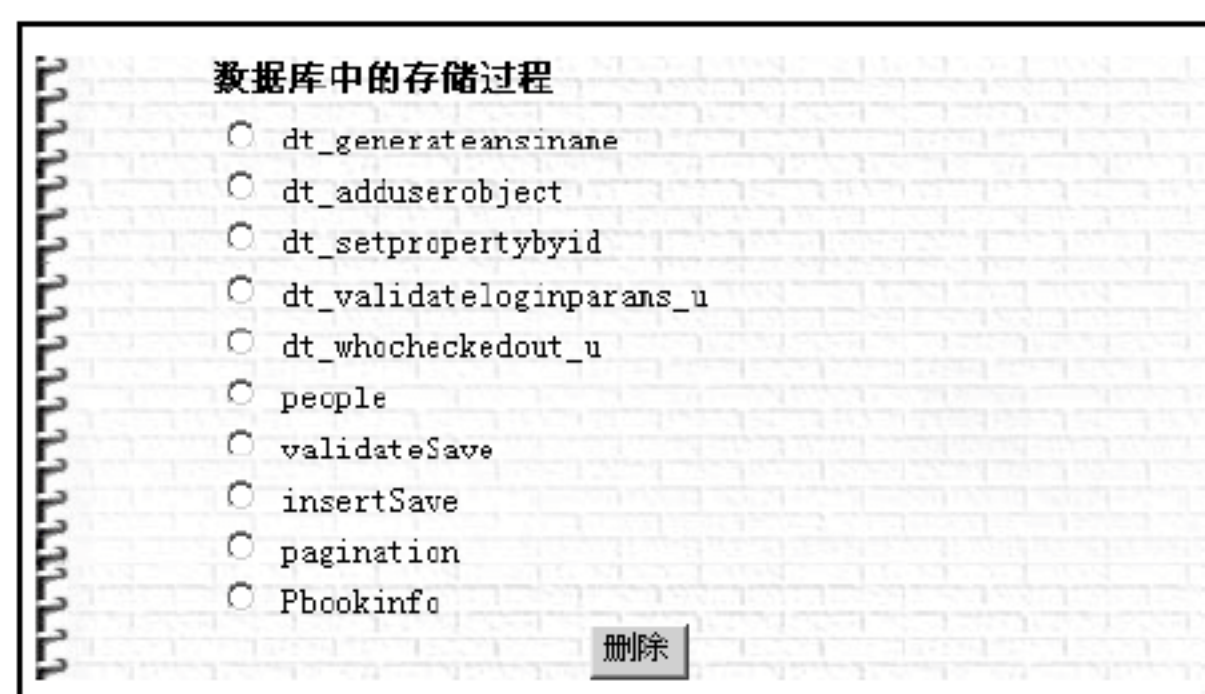 数据库中的存储过程
dt_generateansiname
dt_adduserobject
dt_setpropertybyid
dt_validateloginparams_u
dt_whocheckedout_u
people
validateSave
insertSave
pagination
Pbookinfo
删除